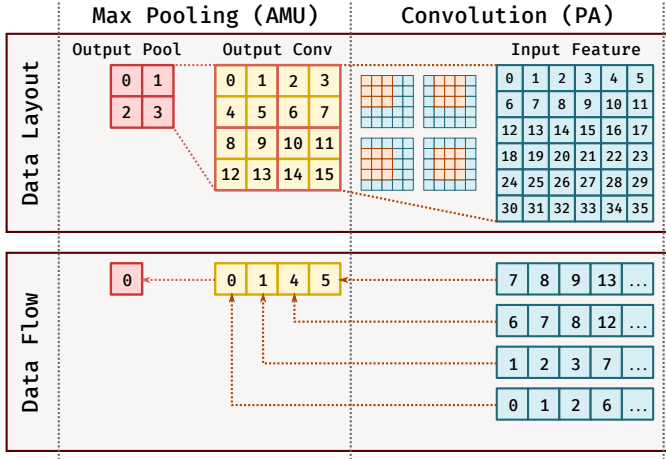 Max Pooling (AMU) Convolution (PA)
Data Layout
Output Pool Output Conv Input Feature
0 1
2 3
0 1 2 3
4 5 6 7
8 9 10 11
12 13 14 15
0 1 2 3 4 5
6 7 8 9 10 11
12 13 14 15 16 17
18 19 20 21 22 23
24 25 26 27 28 29
30 31 32 33 34 35
Data Flow
0
0 1 4 5
7 8 9 13 ...
6 7 8 12 ...
1 2 3 7 ...
0 1 2 6 ...